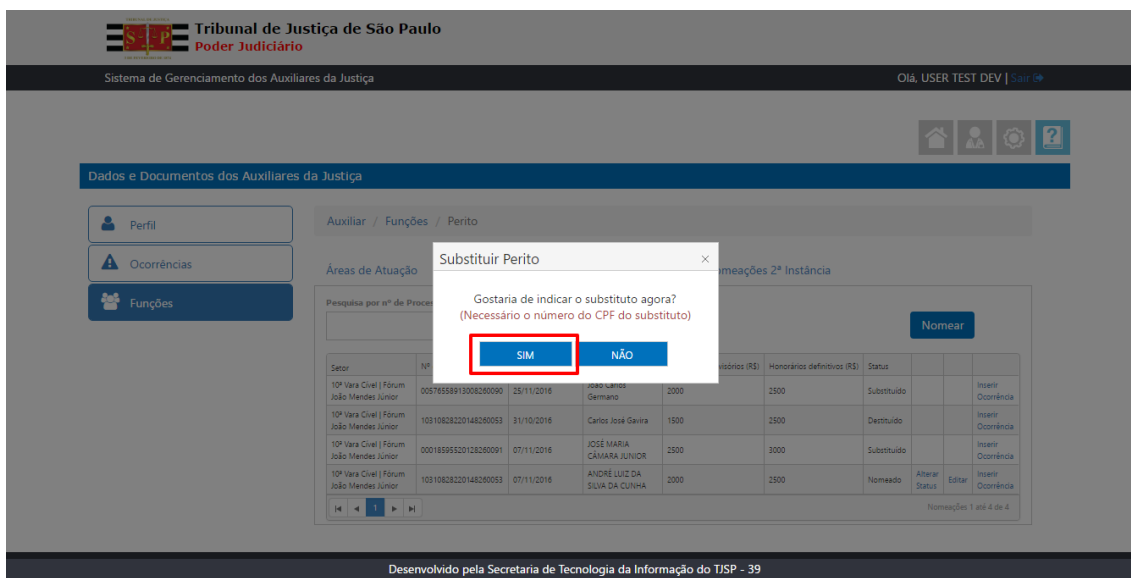 Tribunal de Justiça de São Paulo
Poder Judiciário
Sistema de Gerenciamento dos Auxiliares da Justiça
Olá, USER TEST DEV | Sair
Dados e Documentos dos Auxiliares da Justiça
Perfil
Ocorrências
Funções
Auxiliar / Funções / Perito
Áreas de Atuação
omeações 2ª Instância
Substituir Perito ×
Gostaria de indicar o substituto agora?
(Necessário o número do CPF do substituto)
SIM NÃO
Pesquisa por nº de Proces
Nomear
Setor Nº visórios (R$) Honorários definitivos (R$) Status
10ª Vara Cível | Fórum João Mendes Júnior 00576558913008260090 25/11/2016 João Carlos Germano 2000 2500 Substituído Inserir Ocorrência
10ª Vara Cível | Fórum João Mendes Júnior 10310828220148260053 31/10/2016 Carlos José Gavira 1500 2500 Destituído Inserir Ocorrência
10ª Vara Cível | Fórum João Mendes Júnior 00018595520128260091 07/11/2016 JOSÉ MARIA CÂMARA JUNIOR 2500 3000 Substituído Inserir Ocorrência
10ª Vara Cível | Fórum João Mendes Júnior 10310828220148260053 07/11/2016 ANDRÉ LUIZ DA SILVA DA CUNHA 2000 2500 Nomeado Alterar Status Editar Inserir Ocorrência
1
Nomeações 1 até 4 de 4
Desenvolvido pela Secretaria de Tecnologia da Informação do TJSP - 39